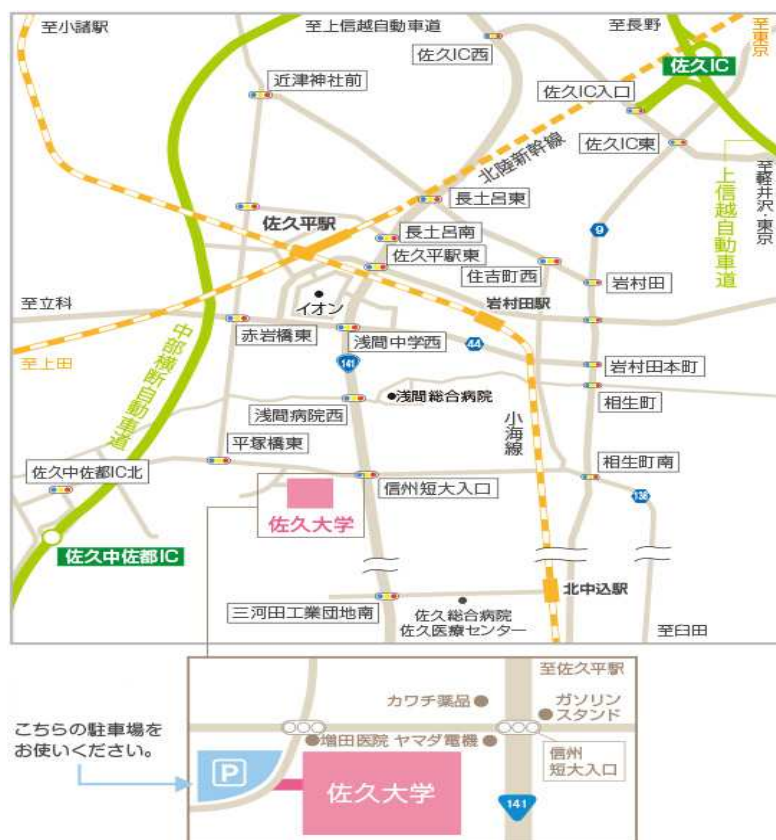 至小諸駅
至上信越自動車道
至長野
至東京
佐久IC西
佐久IC
近津神社前
佐久IC入口
佐久IC東
北陸新幹線
至軽井沢・東京
上信越自動車道
長土呂東
佐久平駅
長土呂南
9
佐久平駅東
住吉町西
岩村田
イオン
岩村田駅
至立科
赤岩橋東
浅間中学西
44
至上田
141
岩村田本町
中部横断自動車道
浅間総合病院
相生町
浅間病院西
小海線
平塚橋東
佐久中佐都IC北
信州短大入口
相生町南
138
佐久大学
佐久中佐都IC
北中込駅
三河田工業団地南
佐久総合病院
佐久医療センター
至臼田
至佐久平駅
カワチ薬品
ガソリン
スタンド
こちらの駐車場を
お使いください。
増田医院 ヤマダ電機
信州
短大入口
P
佐久大学
141